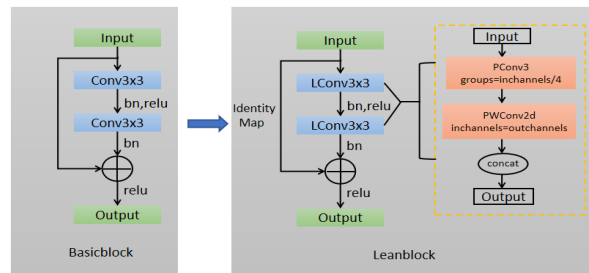 Input
Conv3x3
bn,relu
Conv3x3
bn
relu
Output
Basicblock
Input
LConv3x3
bn,relu
Identity
Map
LConv3x3
bn
relu
Output
Leanblock
Input
PConv3
groups=inchannels/4
PWConv2d
inchannels=outchannels
concat
Output